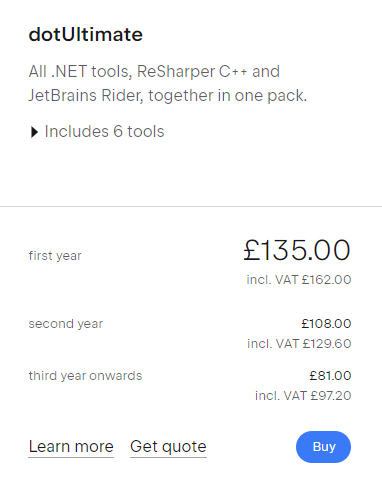 dotUltimate
All .NET tools, ReSharper C++ and
JetBrains Rider, together in one pack.
Includes 6 tools
first year £135.00
incl. VAT £162.00
second year £108.00
incl. VAT £129.60
third year onwards £81.00
incl. VAT £97.20
Learn more Get quote Buy